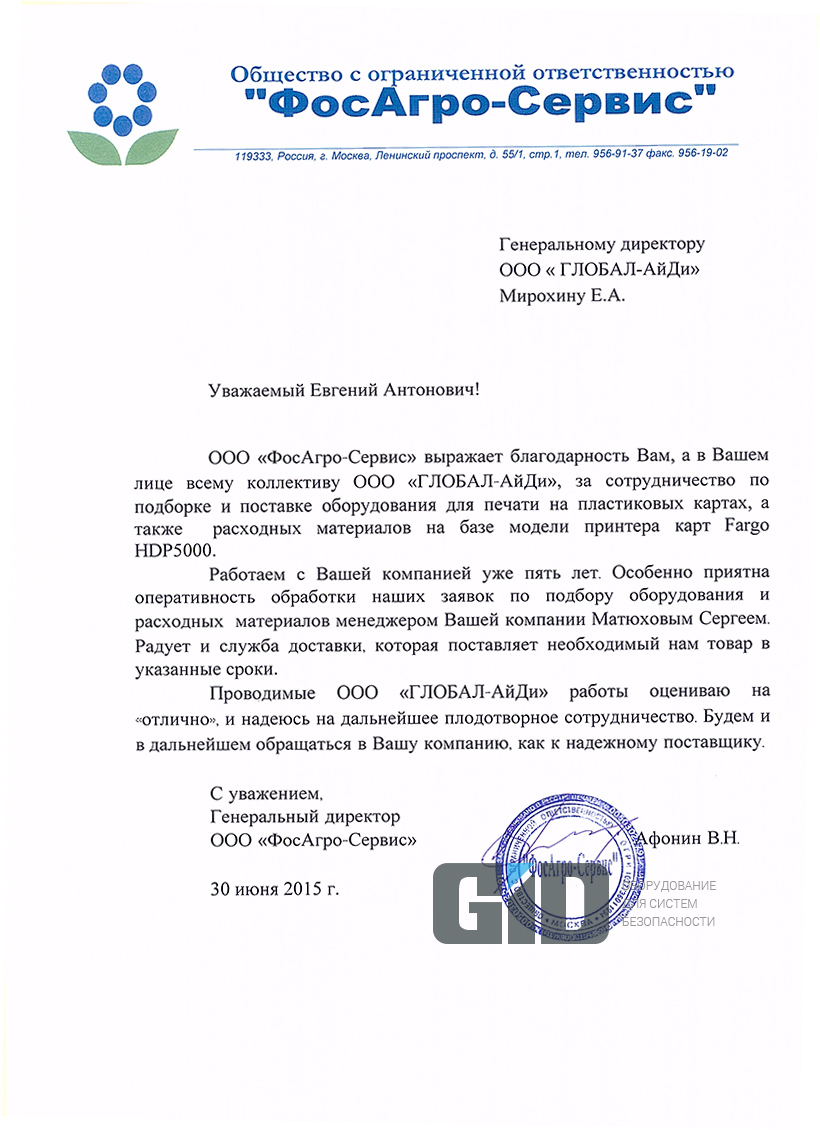 Общество с ограниченной ответственностью
"ФосАгро-Сервис"
119333, Россия, г. Москва, Ленинский проспект, д. 55/1, стр.1, тел. 956-91-37 факс. 956-19-02
Генеральному директору
ООО « ГЛОБАЛ-АйДи»
Мирохину Е.А.
Уважаемый Евгений Антонович!
ООО «ФосАгро-Сервис» выражает благодарность Вам, а в Вашем
лице всему коллективу ООО «ГЛОБАЛ-АйДи», за сотрудничество по
подборке и поставке оборудования для печати на пластиковых картах, а
также расходных материалов на базе модели принтера карт Fargo
HDP5000.
Работаем с Вашей компанией уже пять лет. Особенно приятна
оперативность обработки наших заявок по подбору оборудования и
расходных материалов менеджером Вашей компании Матюховым Сергеем.
Радует и служба доставки, которая поставляет необходимый нам товар в
указанные сроки.
Проводимые ООО «ГЛОБАЛ-АйДи» работы оцениваю на
«отлично», и надеюсь на дальнейшее плодотворное сотрудничество. Будем и
в дальнейшем обращаться в Вашу компанию, как к надежному поставщику.
С уважением,
Генеральный директор
ООО «ФосАгро-Сервис»
Афонин В.Н.
30 июня 2015 г.
"ФосАгро-Сервис"
МОСКВА
GID
ОБОРУДОВАНИЕ
ДЛЯ СИСТЕМ
БЕЗОПАСНОСТИ